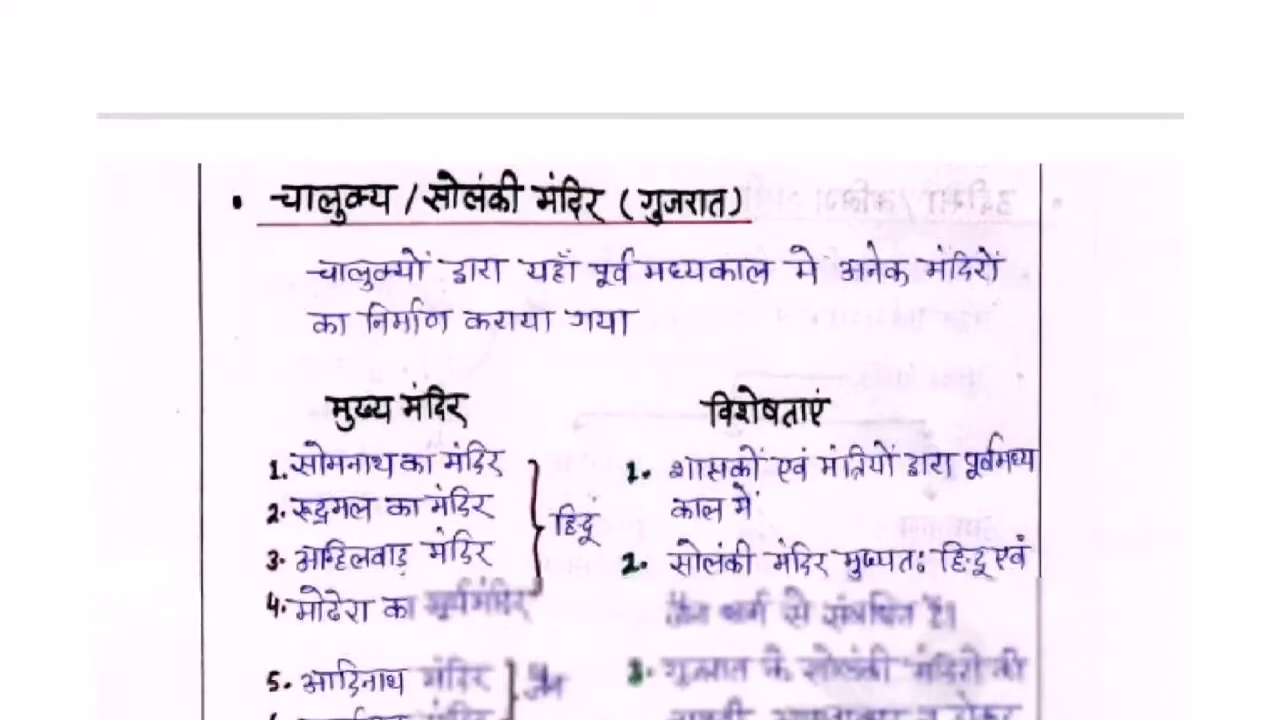 • चालुक्य / सोलंकी मंदिर (गुजरात)
चालुक्यों द्वारा यहाँ पूर्व मध्यकाल मे अनेक मंदिरों
का निर्माण कराया गया
मुख्य मंदिर
1. सोमनाथ का मंदिर
2. रूद्रमल का मंदिर
3. अन्हिलवाड़ मंदिर
4. मोढेरा का सूर्यमंदिर
हिंदू
5. आदिनाथ मंदिर
जैन
विशेषताएं
1. शासकों एवं मंत्रियों द्वारा पूर्वमध्य
काल में
2. सोलंकी मंदिर मुख्यतः हिन्दू एवं
जैन धर्म से संबंधित है।
3. गुजरात के सोलंकी मंदिरों की